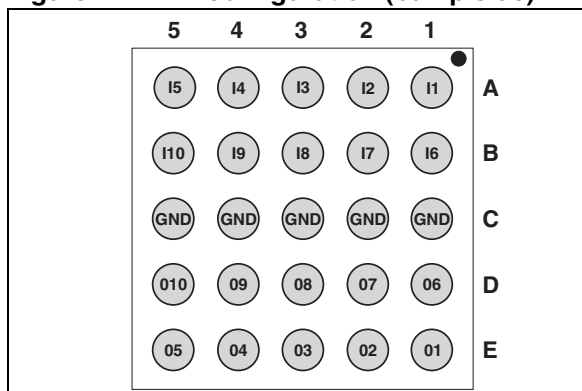 5 4 3 2 1
I5 I4 I3 I2 I1 A
I10 I9 I8 I7 I6 B
GND GND GND GND GND C
010 09 08 07 06 D
05 04 03 02 01 E